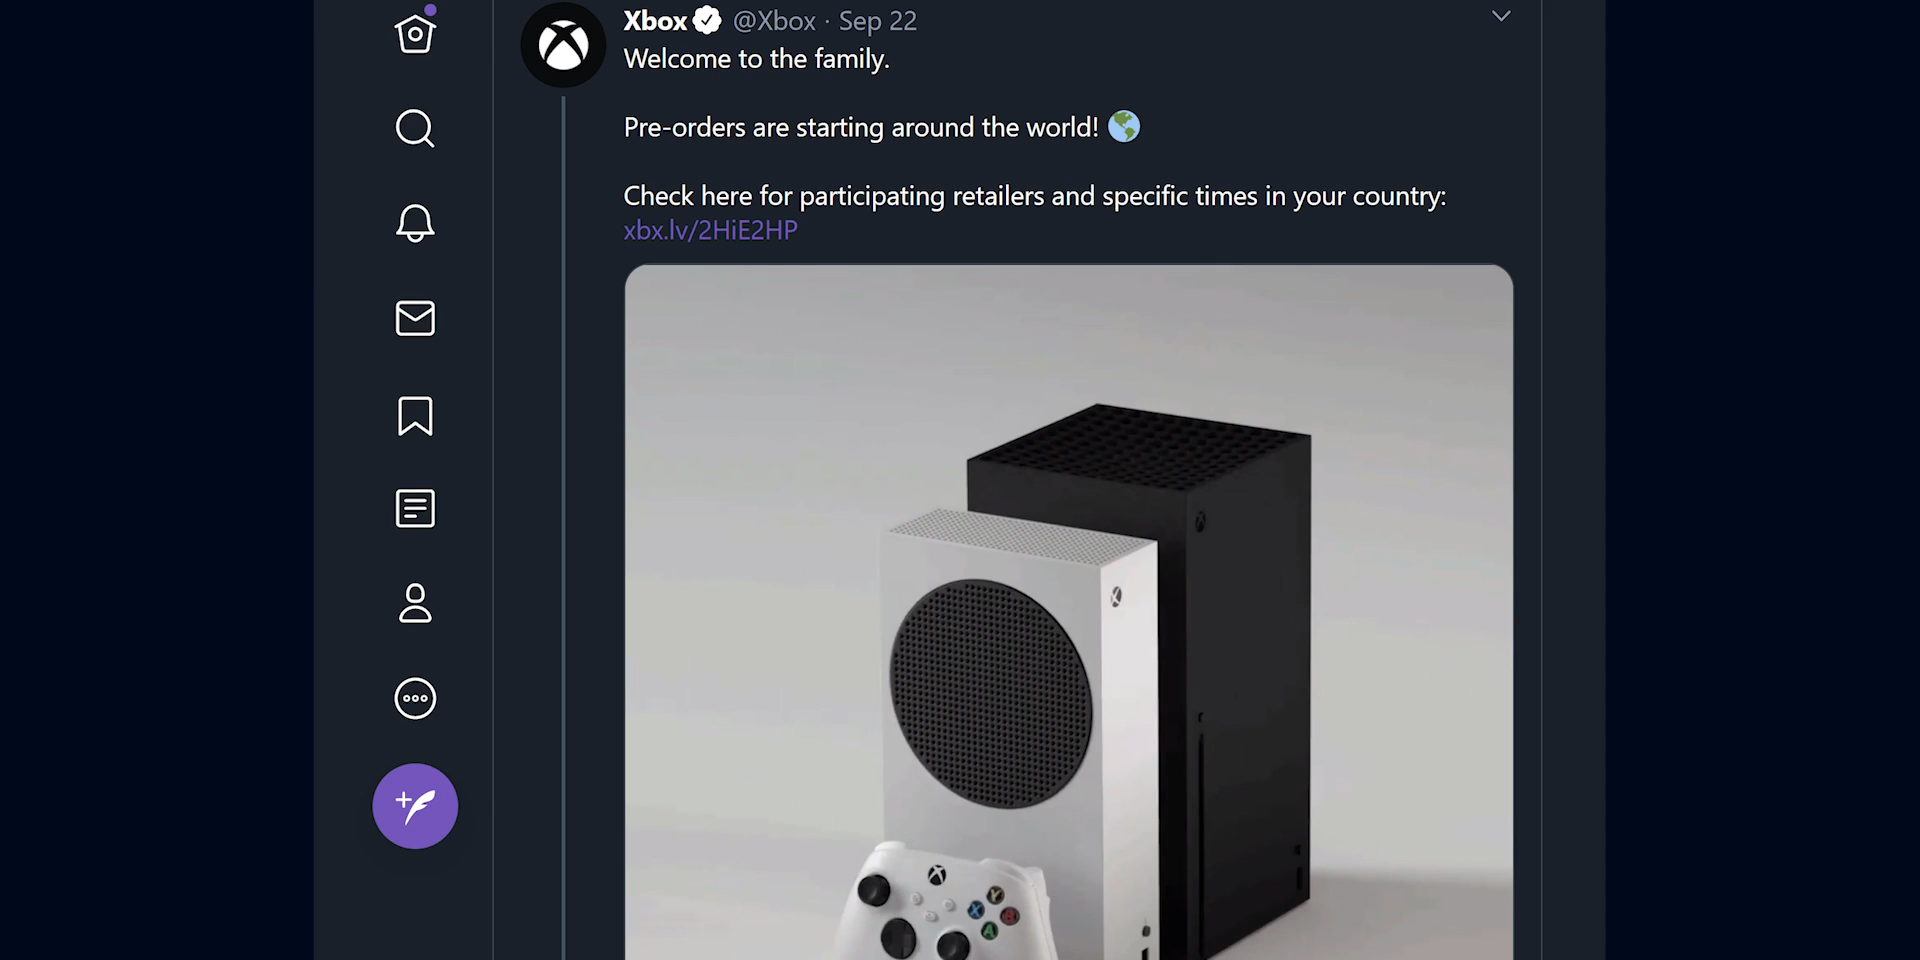 Xbox @Xbox · Sep 22
Welcome to the family.
Pre-orders are starting around the world! 🌎
Check here for participating retailers and specific times in your country:
xbx.lv/2HiE2HP
Y
X B
A